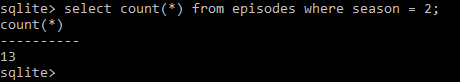 sqlite> select count(*) from episodes where season = 2;
count(*)
----------
13
sqlite>